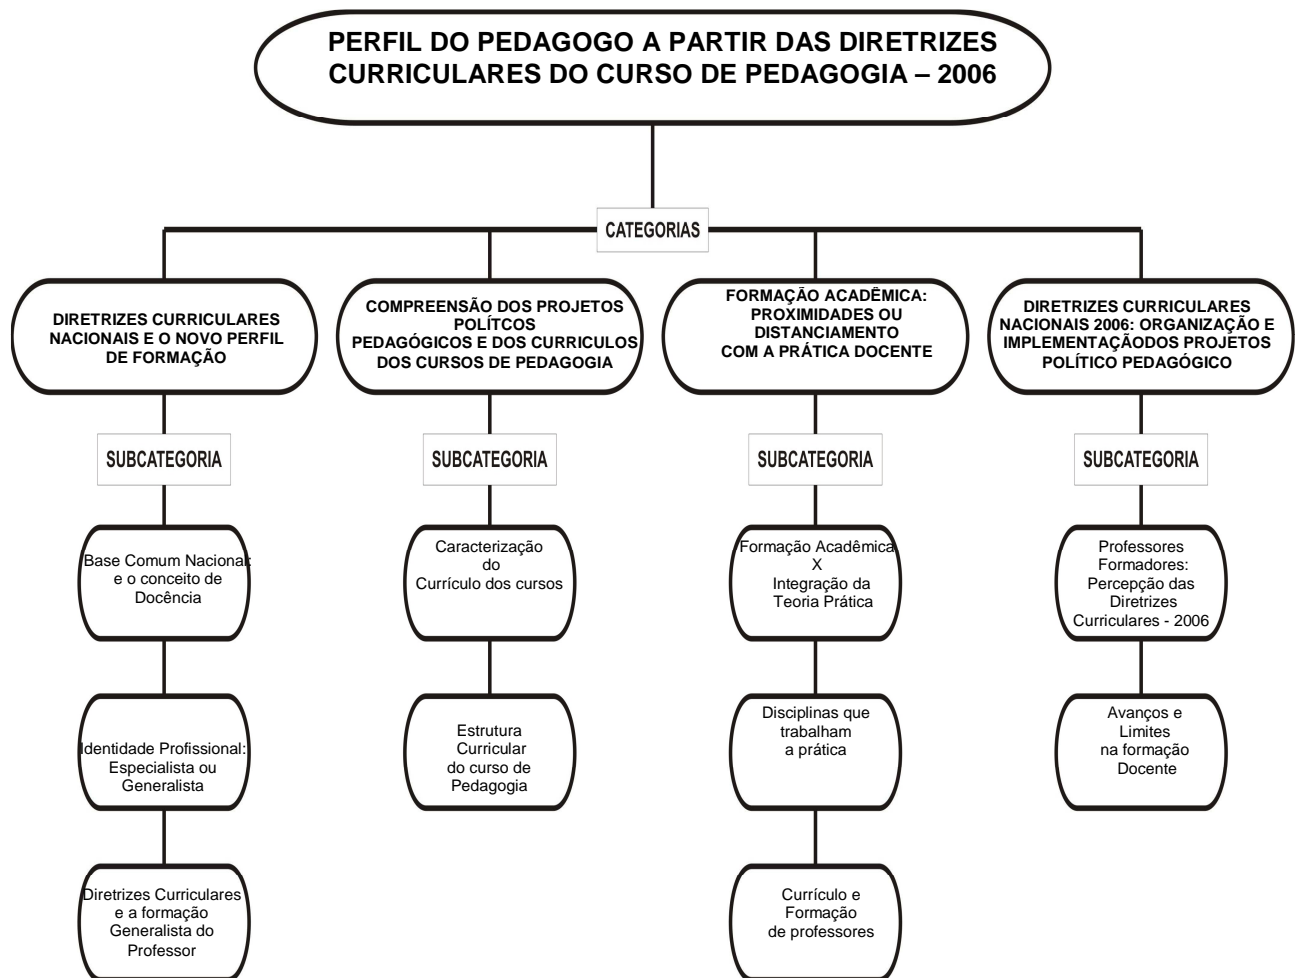 PERFIL DO PEDAGOGO A PARTIR DAS DIRETRIZES
CURRICULARES DO CURSO DE PEDAGOGIA – 2006
CATEGORIAS
DIRETRIZES CURRICULARES
NACIONAIS E O NOVO PERFIL
DE FORMAÇÃO
COMPREENSÃO DOS PROJETOS
POLÍTCOS
PEDAGÓGICOS E DOS CURRICULOS
DOS CURSOS DE PEDAGOGIA
FORMAÇÃO ACADÊMICA:
PROXIMIDADES OU
DISTANCIAMENTO
COM A PRÁTICA DOCENTE
DIRETRIZES CURRICULARES
NACIONAIS 2006: ORGANIZAÇÃO E
IMPLEMENTAÇÃODOS PROJETOS
POLÍTICO PEDAGÓGICO
SUBCATEGORIA
SUBCATEGORIA
SUBCATEGORIA
SUBCATEGORIA
Base Comum Nacional:
e o conceito de
Docência
Caracterização
do
Currículo dos cursos
Formação Acadêmica
X
Integração da
Teoria Prática
Professores
Formadores:
Percepção das
Diretrizes
Curriculares - 2006
Identidade Profissional:
Especialista ou
Generalista
Estrutura
Curricular
do curso de
Pedagogia
Disciplinas que
trabalham
a prática
Avanços e
Limites
na formação
Docente
Diretrizes Curriculares
e a formação
Generalista do
Professor
Currículo e
Formação
de professores